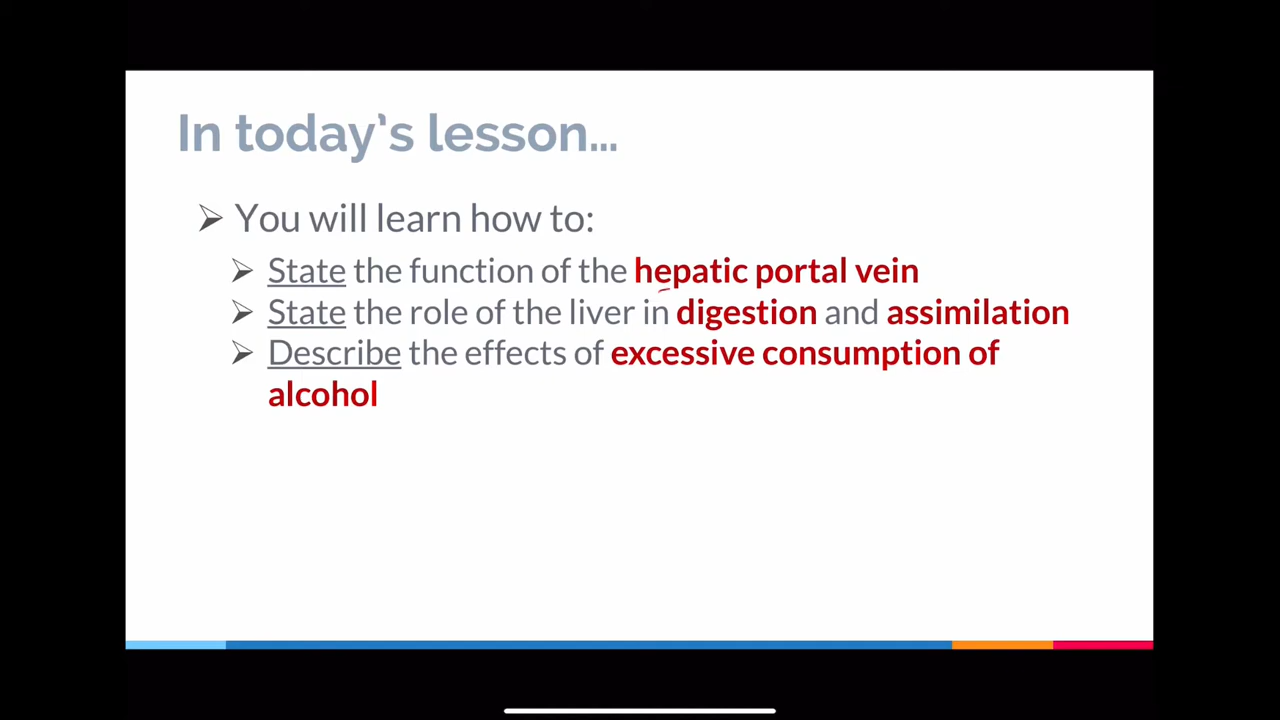 In today's lesson…
➢ You will learn how to:
➢ State the function of the hepatic portal vein
➢ State the role of the liver in digestion and assimilation
➢ Describe the effects of excessive consumption of
alcohol